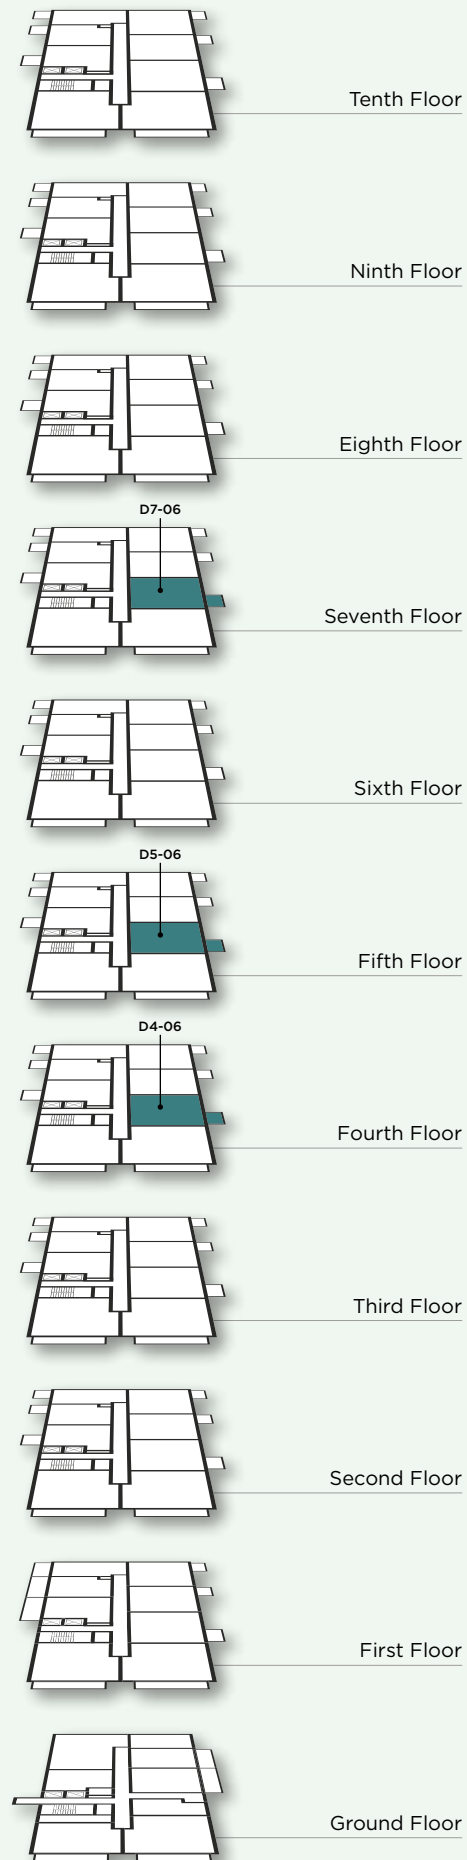 Tenth Floor
Ninth Floor
Eighth Floor
D7-06
Seventh Floor
Sixth Floor
D5-06
Fifth Floor
D4-06
Fourth Floor
Third Floor
Second Floor
First Floor
Ground Floor